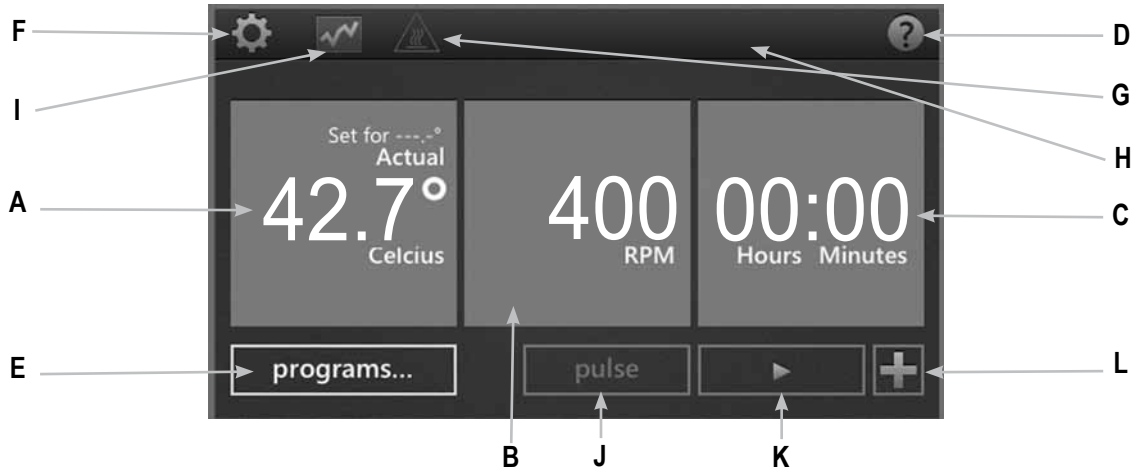 F
D
I
G
H
Set for ---.-°
Actual
A
42.7°
400
00:00
C
Celcius
RPM
Hours Minutes
E
programs...
pulse
L
B
J
K